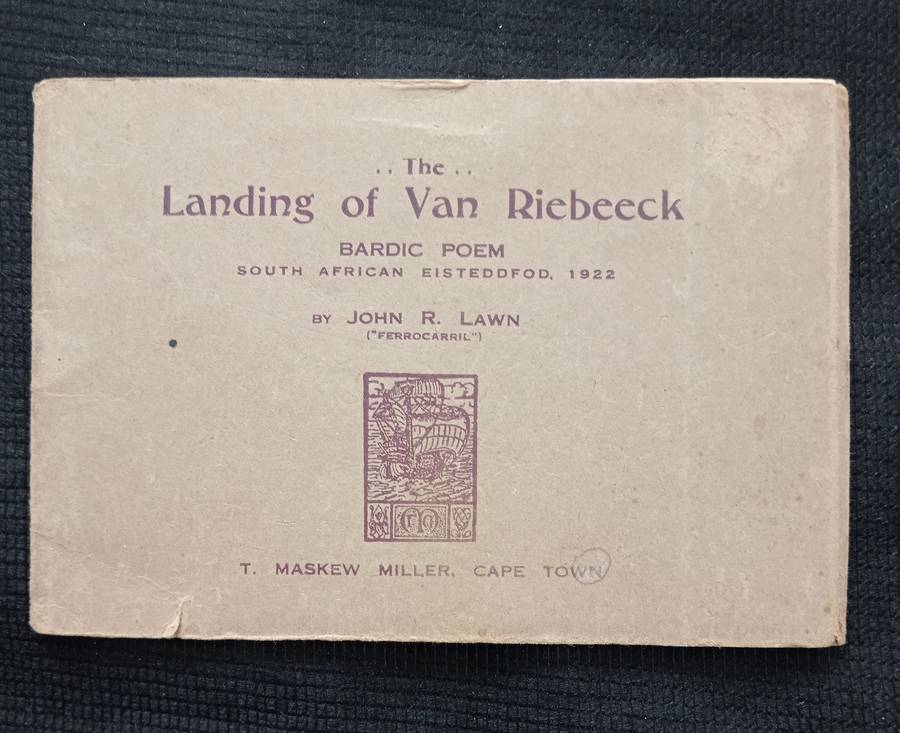 .. The ..
Landing of Van Riebeeck
BARDIC POEM
SOUTH AFRICAN EISTEDDFOD, 1922
BY JOHN R. LAWN
("FERROCARRIL")
T. MASKEW MILLER, CAPE TOWN